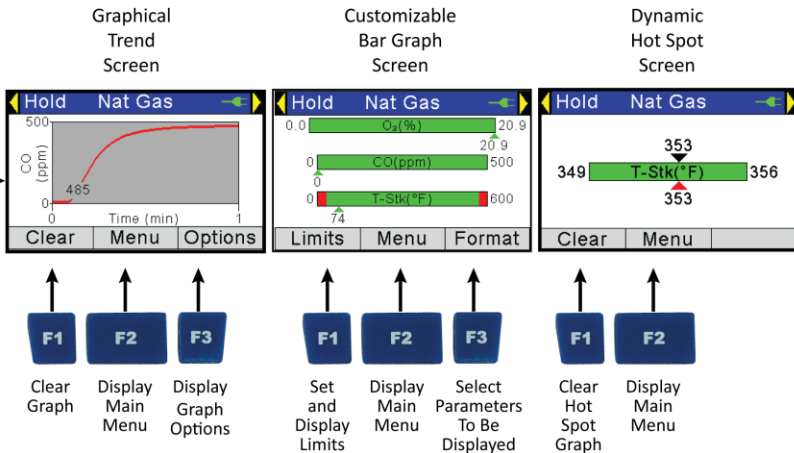 Graphical
Trend
Screen
Customizable
Bar Graph
Screen
Dynamic
Hot Spot
Screen
Hold Nat Gas
500
CO
(ppm)
485
0
0 Time (min) 1
Clear Menu Options
Hold Nat Gas
0.0 O₂(%) 20.9
20.9
0 CO(ppm) 500
0
0 T-Stk(°F) 600
74
Limits Menu Format
Hold Nat Gas
353
349 T-Stk(°F) 356
353
Clear Menu
F1 F2 F3
F1 F2 F3
F1 F2
Clear
Graph
Display
Main
Menu
Display
Graph
Options
Set
and
Display
Limits
Display
Main
Menu
Select
Parameters
To Be
Displayed
Clear
Hot
Spot
Graph
Display
Main
Menu